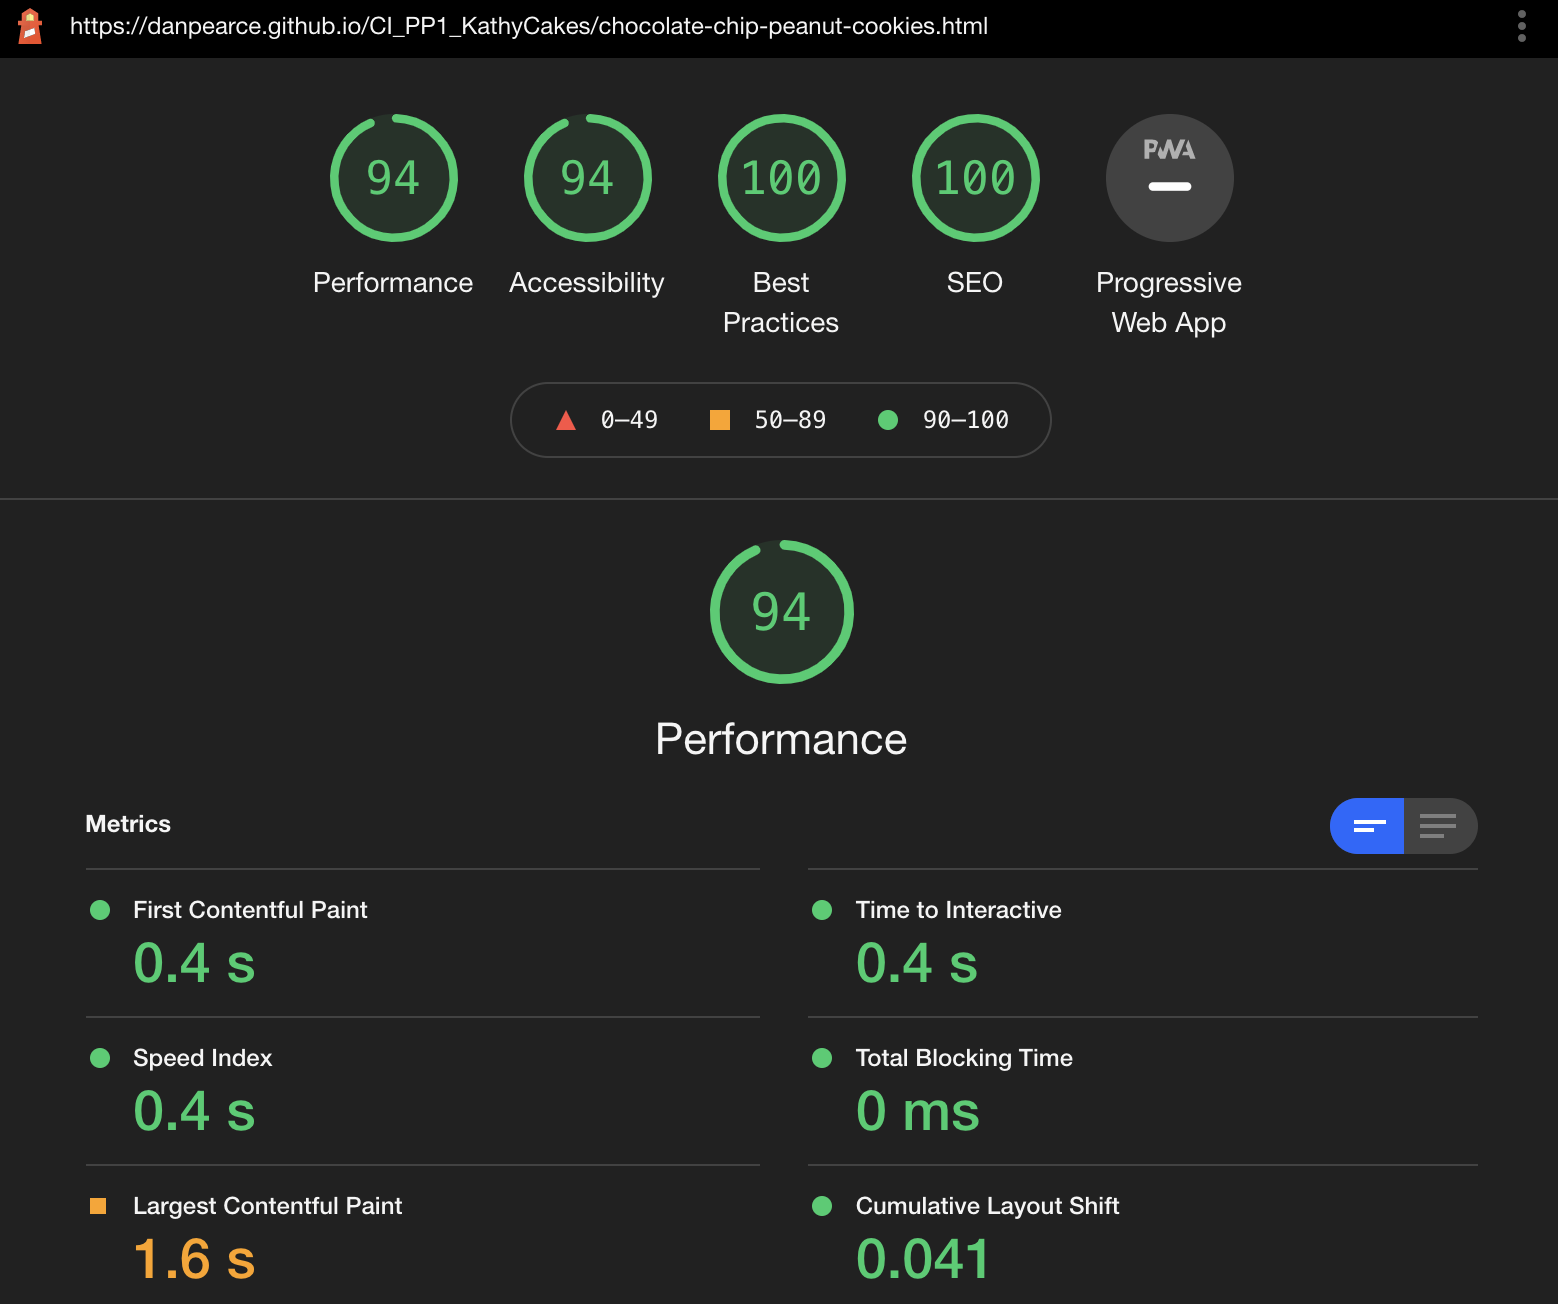 https://danpearce.github.io/CI_PP1_KathyCakes/chocolate-chip-peanut-cookies.html
94 94 100 100 PWA
Performance Accessibility Best Practices SEO Progressive Web App
0–49 50–89 90–100
94
Performance
Metrics
First Contentful Paint
0.4 s
Time to Interactive
0.4 s
Speed Index
0.4 s
Total Blocking Time
0 ms
Largest Contentful Paint
1.6 s
Cumulative Layout Shift
0.041